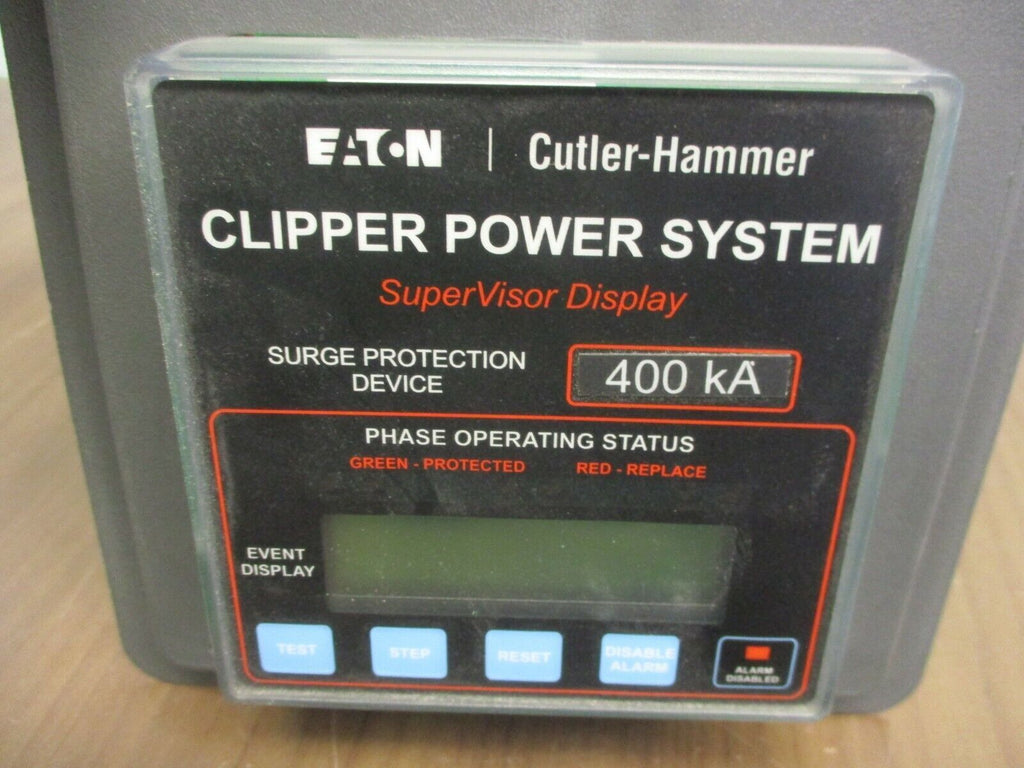 EATON | Cutler-Hammer
CLIPPER POWER SYSTEM
SuperVisor Display
SURGE PROTECTION
DEVICE
400 kA
PHASE OPERATING STATUS
GREEN - PROTECTED RED - REPLACE
EVENT
DISPLAY
TEST STEP RESET
DISABLE
ALARM
ALARM
DISABLED